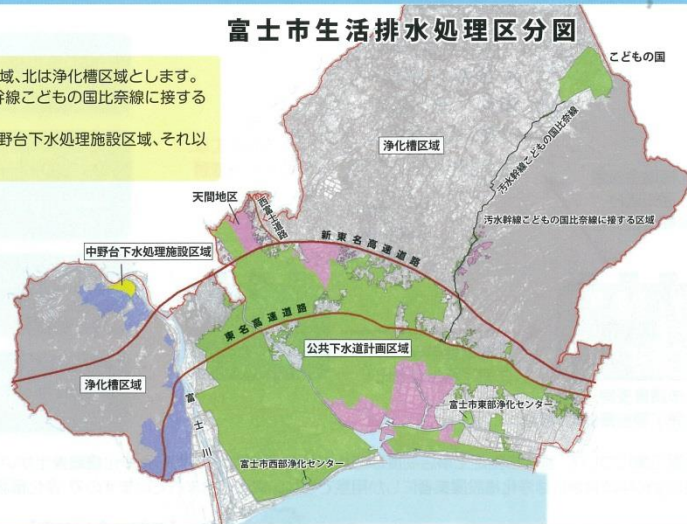 富士市生活排水処理区分図
域、北は浄化槽区域とします。
幹線こどもの国比奈線に接する
野台下水処理施設区域、それ以
こどもの国
浄化槽区域
汚水幹線こどもの国比奈線
天間地区
西富士道路
汚水幹線こどもの国比奈線に接する区域
新東名高速道路
中野台下水処理施設区域
東名高速道路
公共下水道計画区域
浄化槽区域
富士川
富士市東部浄化センター
富士市西部浄化センター